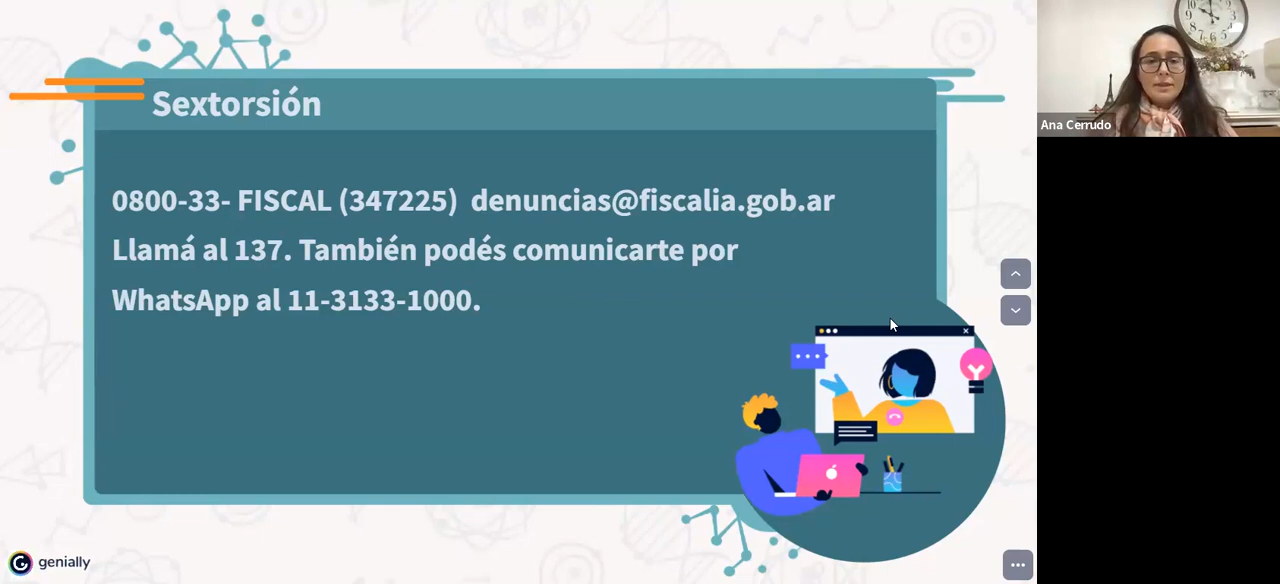 Sextorsión
0800-33- FISCAL (347225) denuncias@fiscalia.gob.ar
Llamá al 137. También podés comunicarte por
WhatsApp al 11-3133-1000.
Ana Cerrudo
genially